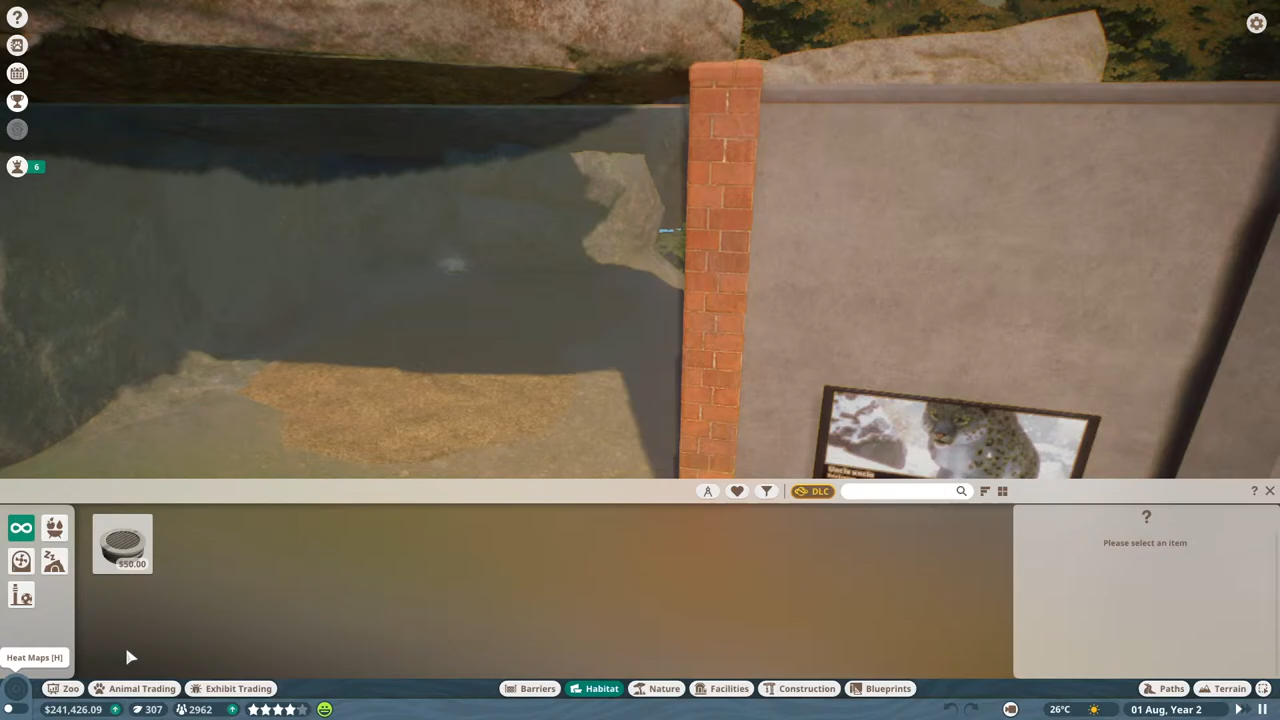 6
DLC
?
?
Please select an item
$50.00
Heat Maps [H]
Zoo
Animal Trading
Exhibit Trading
Barriers
Habitat
Nature
Facilities
Construction
Blueprints
Paths
Terrain
$241,426.09
307
2962
26°C
01 Aug, Year 2